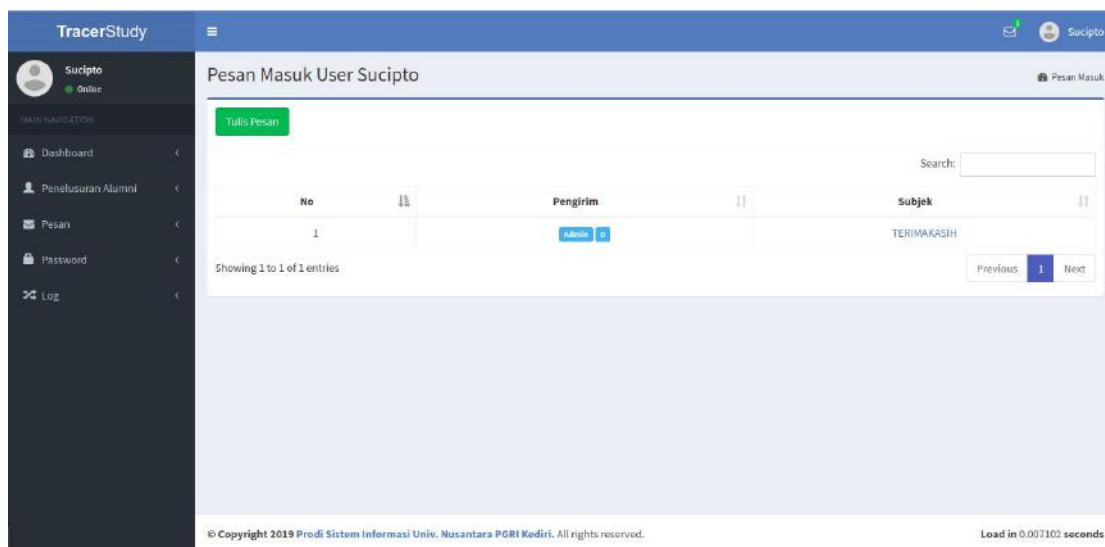 TracerStudy
Sucipto
Sucipto
Online
MAIN NAVIGATION
Dashboard
Penelusuran Alumni
Pesan
Password
Log
Pesan Masuk User Sucipto
Pesan Masuk
Tulis Pesan
Search:
No Pengirim Subjek
1 Admin 0 TERIMAKASIH
Showing 1 to 1 of 1 entries
Previous 1 Next
© Copyright 2019 Prodi Sistem Informasi Univ. Nusantara PGRI Kediri. All rights reserved.
Load in 0.007102 seconds